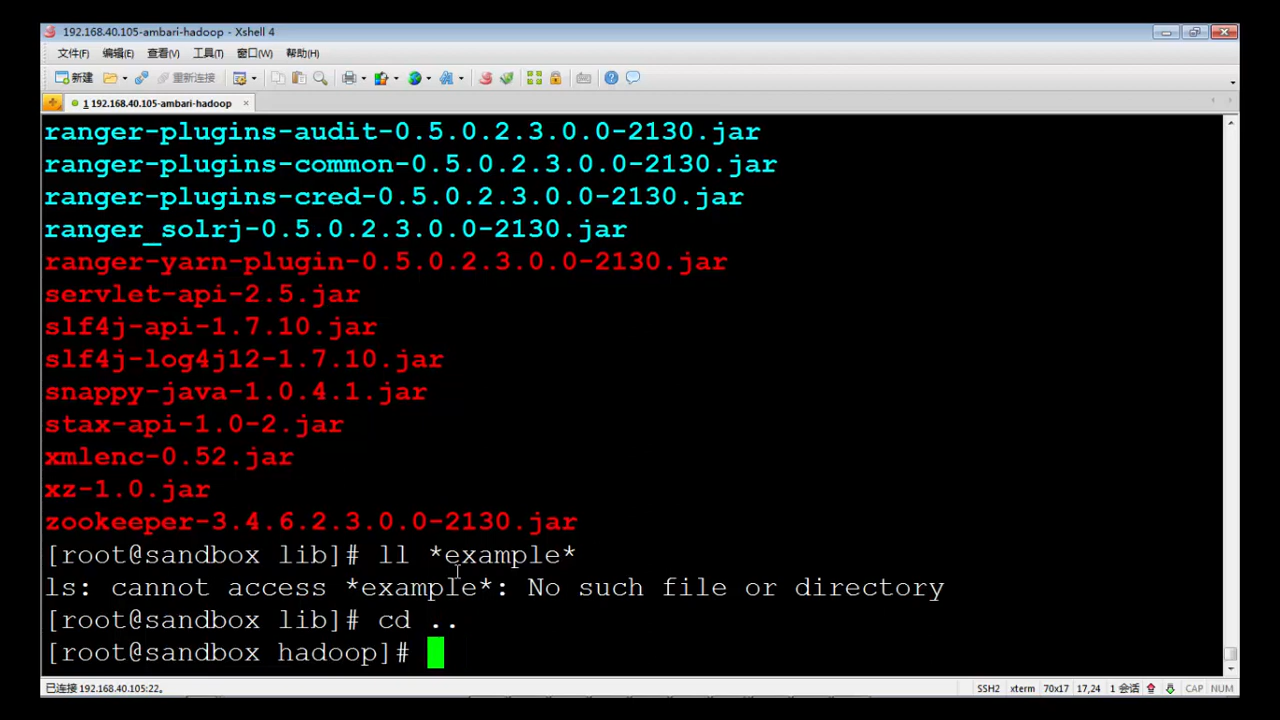 192.168.40.105-ambari-hadoop - Xshell 4
文件(F) 编辑(E) 查看(V) 工具(T) 窗口(W) 帮助(H)
新建 重新连接
1 192.168.40.105-ambari-hadoop
ranger-plugins-audit-0.5.0.2.3.0.0-2130.jar
ranger-plugins-common-0.5.0.2.3.0.0-2130.jar
ranger-plugins-cred-0.5.0.2.3.0.0-2130.jar
ranger_solrj-0.5.0.2.3.0.0-2130.jar
ranger-yarn-plugin-0.5.0.2.3.0.0-2130.jar
servlet-api-2.5.jar
slf4j-api-1.7.10.jar
slf4j-log4j12-1.7.10.jar
snappy-java-1.0.4.1.jar
stax-api-1.0-2.jar
xmlenc-0.52.jar
xz-1.0.jar
zookeeper-3.4.6.2.3.0.0-2130.jar
[root@sandbox lib]# ll *example*
ls: cannot access *example*: No such file or directory
[root@sandbox lib]# cd ..
[root@sandbox hadoop]#
已连接 192.168.40.105:22。 SSH2 xterm 70x17 17,24 1 会话 CAP NUM